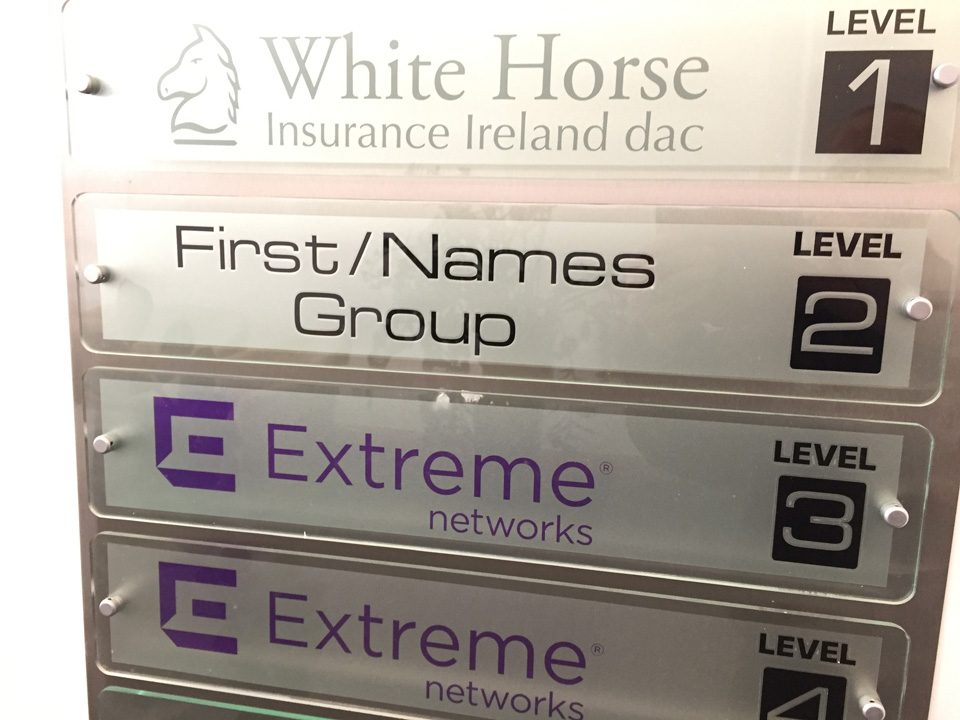 White Horse
Insurance Ireland dac
LEVEL
1
First/Names
Group
LEVEL
2
Extreme®
networks
LEVEL
3
Extreme®
networks
LEVEL
4